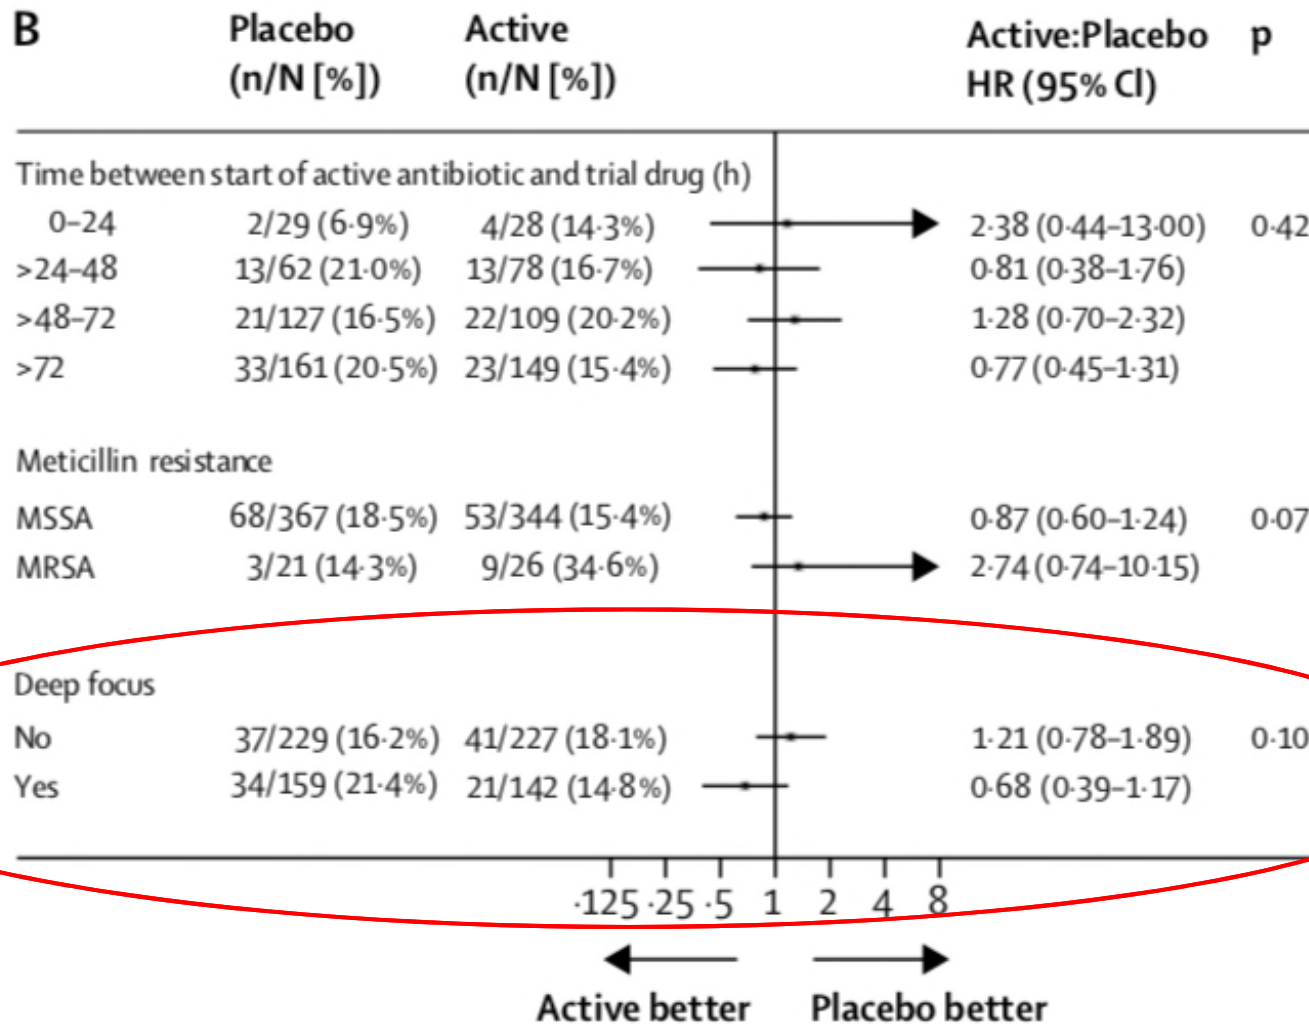 B Placebo Active Active:Placebo p
(n/N [%]) (n/N [%]) HR (95% CI)
Time between start of active antibiotic and trial drug (h)
0–24 2/29 (6·9%) 4/28 (14·3%) 2·38 (0·44–13·00) 0·42
>24–48 13/62 (21·0%) 13/78 (16·7%) 0·81 (0·38–1·76)
>48–72 21/127 (16·5%) 22/109 (20·2%) 1·28 (0·70–2·32)
>72 33/161 (20·5%) 23/149 (15·4%) 0·77 (0·45–1·31)
Meticillin resistance
MSSA 68/367 (18·5%) 53/344 (15·4%) 0·87 (0·60–1·24) 0·07
MRSA 3/21 (14·3%) 9/26 (34·6%) 2·74 (0·74–10·15)
Deep focus
No 37/229 (16·2%) 41/227 (18·1%) 1·21 (0·78–1·89) 0·10
Yes 34/159 (21·4%) 21/142 (14·8%) 0·68 (0·39–1·17)
·125 ·25 ·5 1 2 4 8
Active better Placebo better